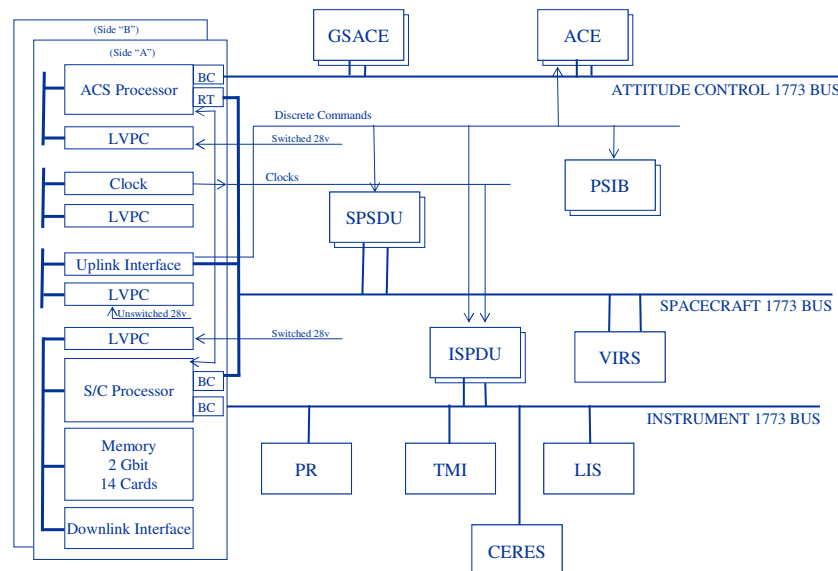 (Side “B”)
(Side “A”)
GSACE
ACE
ACS Processor
BC
RT
ATTITUDE CONTROL 1773 BUS
Discrete Commands
LVPC
Switched 28v
Clock
Clocks
PSIB
LVPC
SPSDU
Uplink Interface
LVPC
SPACECRAFT 1773 BUS
Unswitched 28v
LVPC
Switched 28v
ISPDU
VIRS
S/C Processor
BC
BC
INSTRUMENT 1773 BUS
Memory
2 Gbit
14 Cards
PR
TMI
LIS
Downlink Interface
CERES